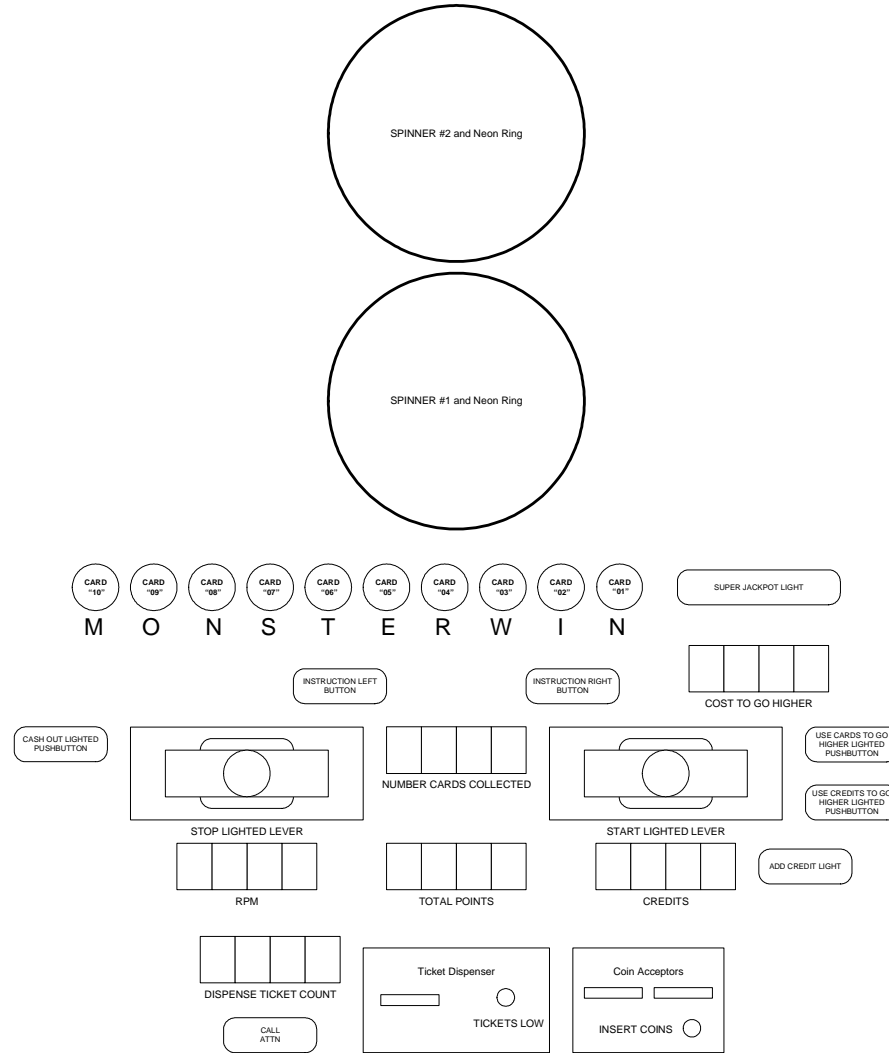 SPINNER #2 and Neon Ring
SPINNER #1 and Neon Ring
CARD "10"
CARD "09"
CARD "08"
CARD "07"
CARD "06"
CARD "05"
CARD "04"
CARD "03"
CARD "02"
CARD "01"
SUPER JACKPOT LIGHT
M O N S T E R W I N
INSTRUCTION LEFT
BUTTON
INSTRUCTION RIGHT
BUTTON
COST TO GO HIGHER
CASH OUT LIGHTED
PUSHBUTTON
NUMBER CARDS COLLECTED
USE CARDS TO GO
HIGHER LIGHTED
PUSHBUTTON
USE CREDITS TO GO
HIGHER LIGHTED
PUSHBUTTON
STOP LIGHTED LEVER
START LIGHTED LEVER
RPM
TOTAL POINTS
CREDITS
ADD CREDIT LIGHT
DISPENSE TICKET COUNT
CALL
ATTN
Ticket Dispenser
TICKETS LOW
Coin Acceptors
INSERT COINS